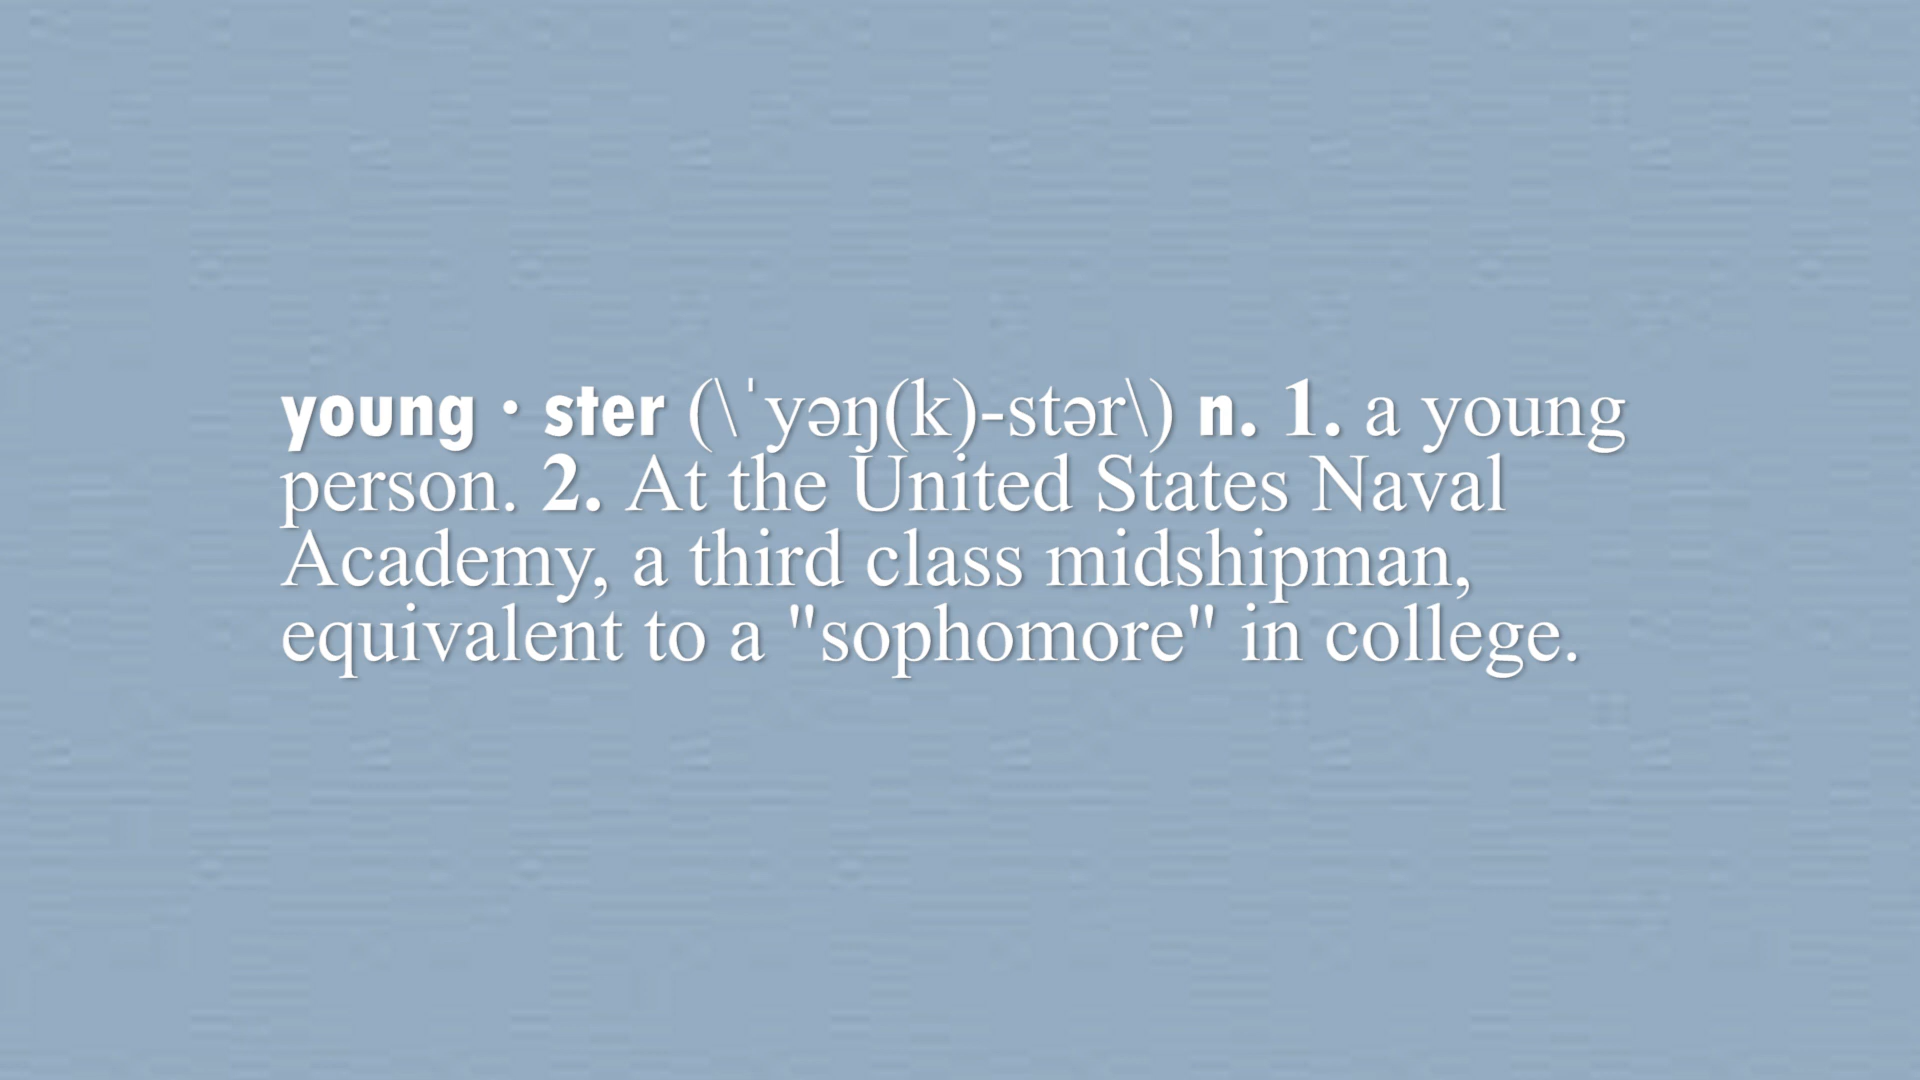 young · ster (\ˈyəŋ(k)-stər\) n. 1. a young
person. 2. At the United States Naval
Academy, a third class midshipman,
equivalent to a "sophomore" in college.